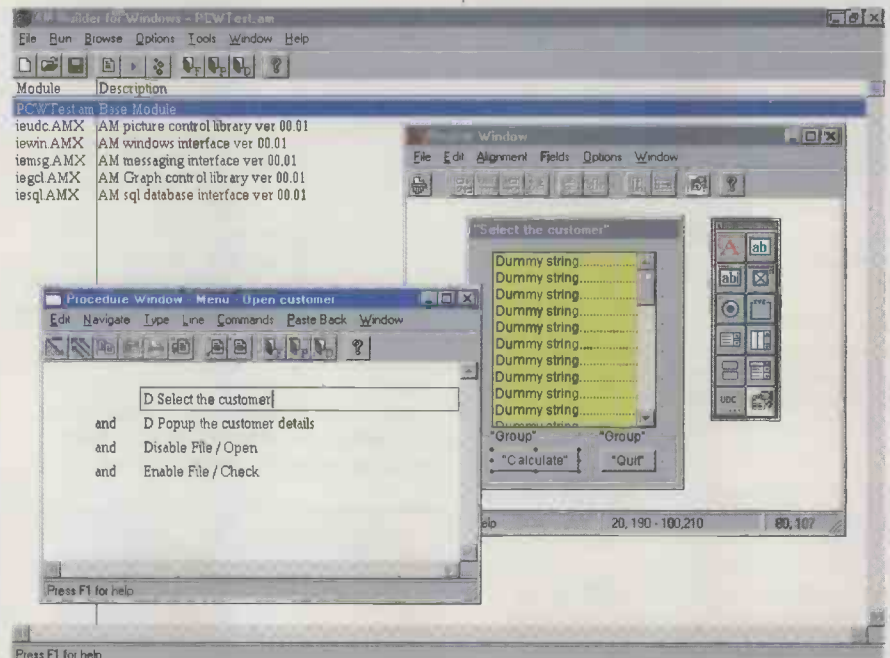 Builder for Windows - PCWTest.am
File Run Browse Options Tools Window Help
Module Description
PCWTest.am Base Module
ieudc.AMX AM picture control library ver 00.01
iewin.AMX AM windows interface ver 00.01
iemsg.AMX AM messaging interface ver 00.01
iegcl.AMX AM Graph control library ver 00.01
iesql.AMX AM sql database interface ver 00.01
Window
File Edit Alignment Fields Options Window
"Select the customer"
Dummy string
Dummy string
Dummy string
Dummy string
Dummy string
Dummy string
Dummy string
Dummy string
Dummy string
Dummy string
Dummy string
"Group" "Group"
"Calculate" "Quit"
A ab
ab
UDC
20, 190 - 100,210 80, 107
Procedure Window - Menu - Open customer
Edit Navigate Type Line Commands Paste Back Window
D Select the customer
and D Popup the customer details
and Disable File / Open
and Enable File / Check
Press F1 for help
Press F1 for help